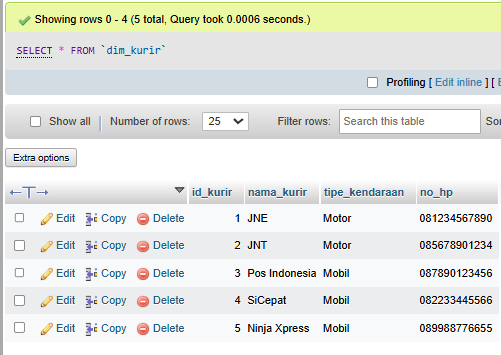 Showing rows 0 - 4 (5 total, Query took 0.0006 seconds.)
SELECT * FROM `dim_kurir`
Profiling [ Edit inline ] [
Show all | Number of rows: 25 Filter rows: Search this table
Extra options
id_kurir nama_kurir tipe_kendaraan no_hp
Edit Copy Delete 1 JNE Motor 081234567890
Edit Copy Delete 2 JNT Motor 085678901234
Edit Copy Delete 3 Pos Indonesia Mobil 087890123456
Edit Copy Delete 4 SiCepat Mobil 082233445566
Edit Copy Delete 5 Ninja Xpress Mobil 089988776655